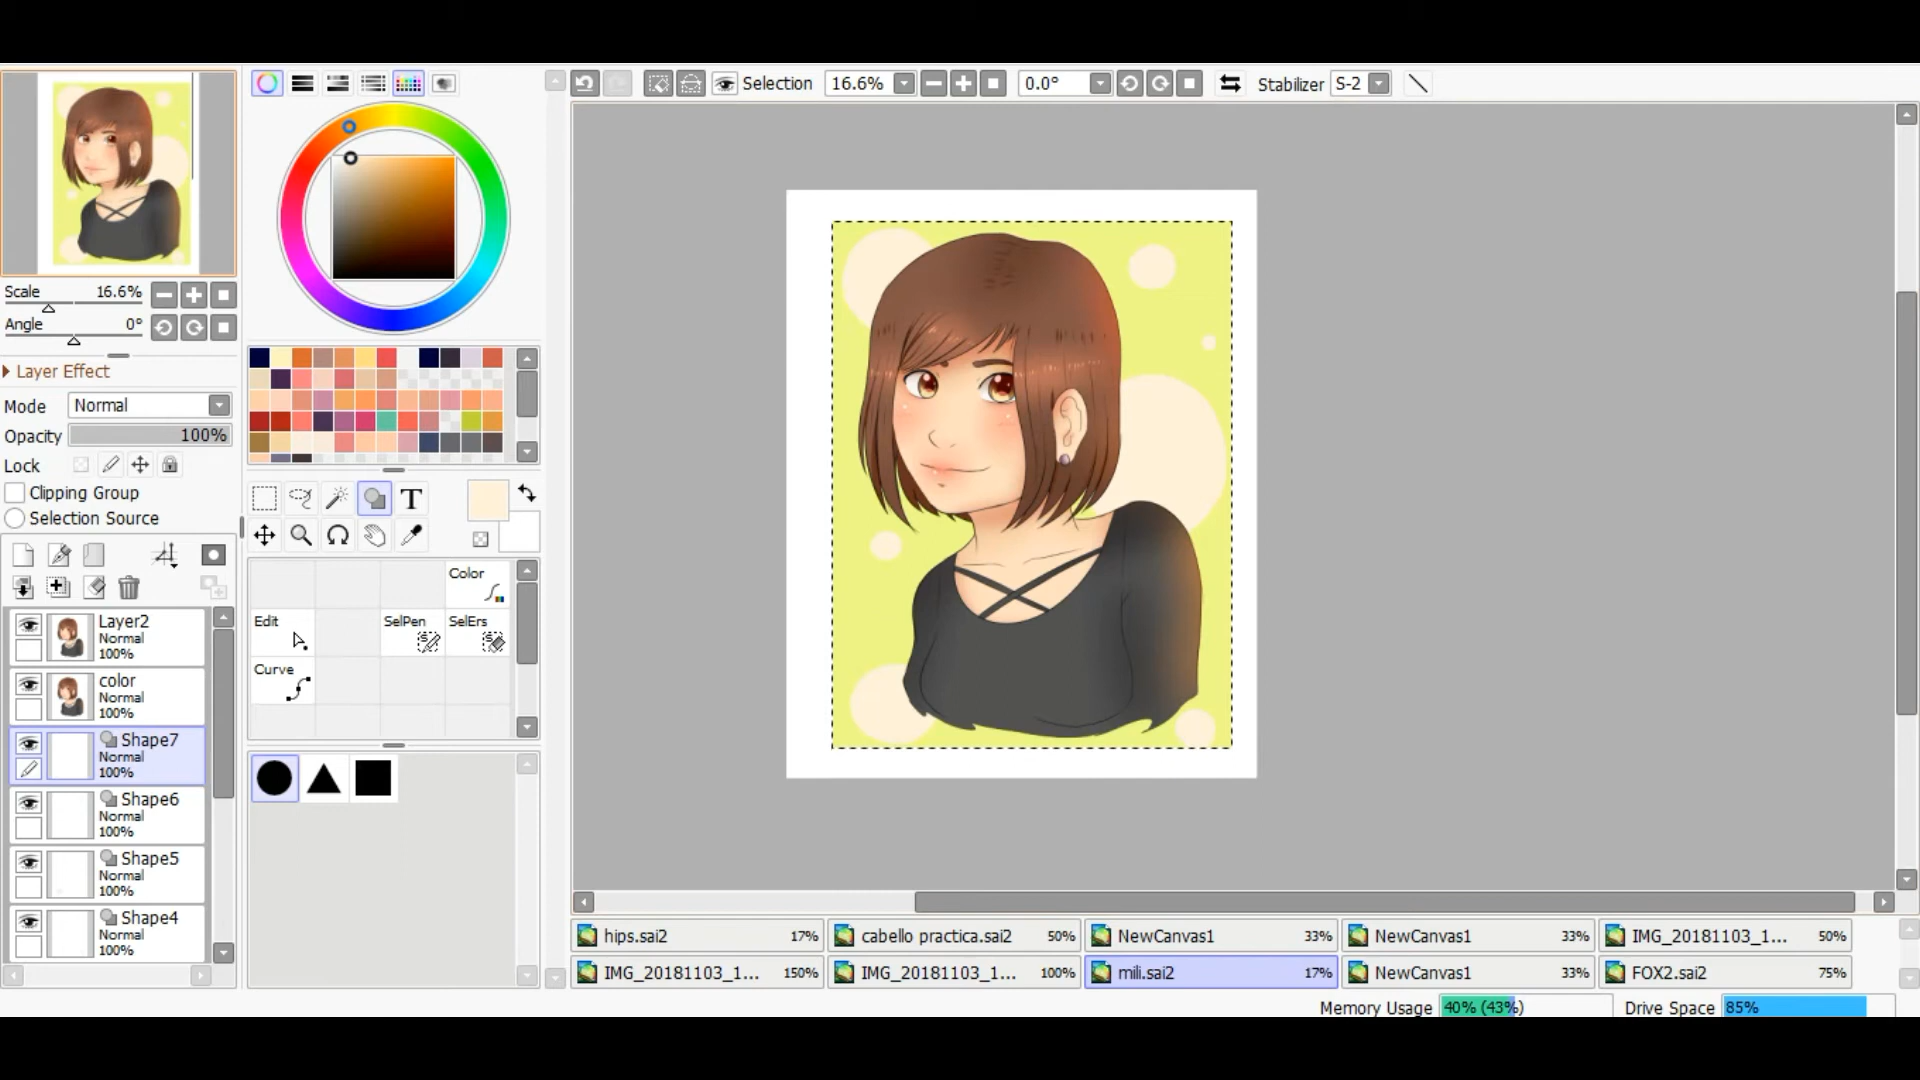 Selection 16.6% 0.0° Stabilizer S-2
Scale 16.6%
Angle 0°
Layer Effect
Mode Normal
Opacity 100%
Lock
Clipping Group
Selection Source
T
Color
Edit SelPen SelErs
Curve
Layer2
Normal
100%
color
Normal
100%
Shape7
Normal
100%
Shape6
Normal
100%
Shape5
Normal
100%
Shape4
Normal
100%
hips.sai2 17% cabello practica.sai2 50% NewCanvas1 33% NewCanvas1 33% IMG_20181103_1... 50%
IMG_20181103_1... 150% IMG_20181103_1... 100% mili.sai2 17% NewCanvas1 33% FOX2.sai2 75%
Memory Usage 40% (43%) Drive Space 85%